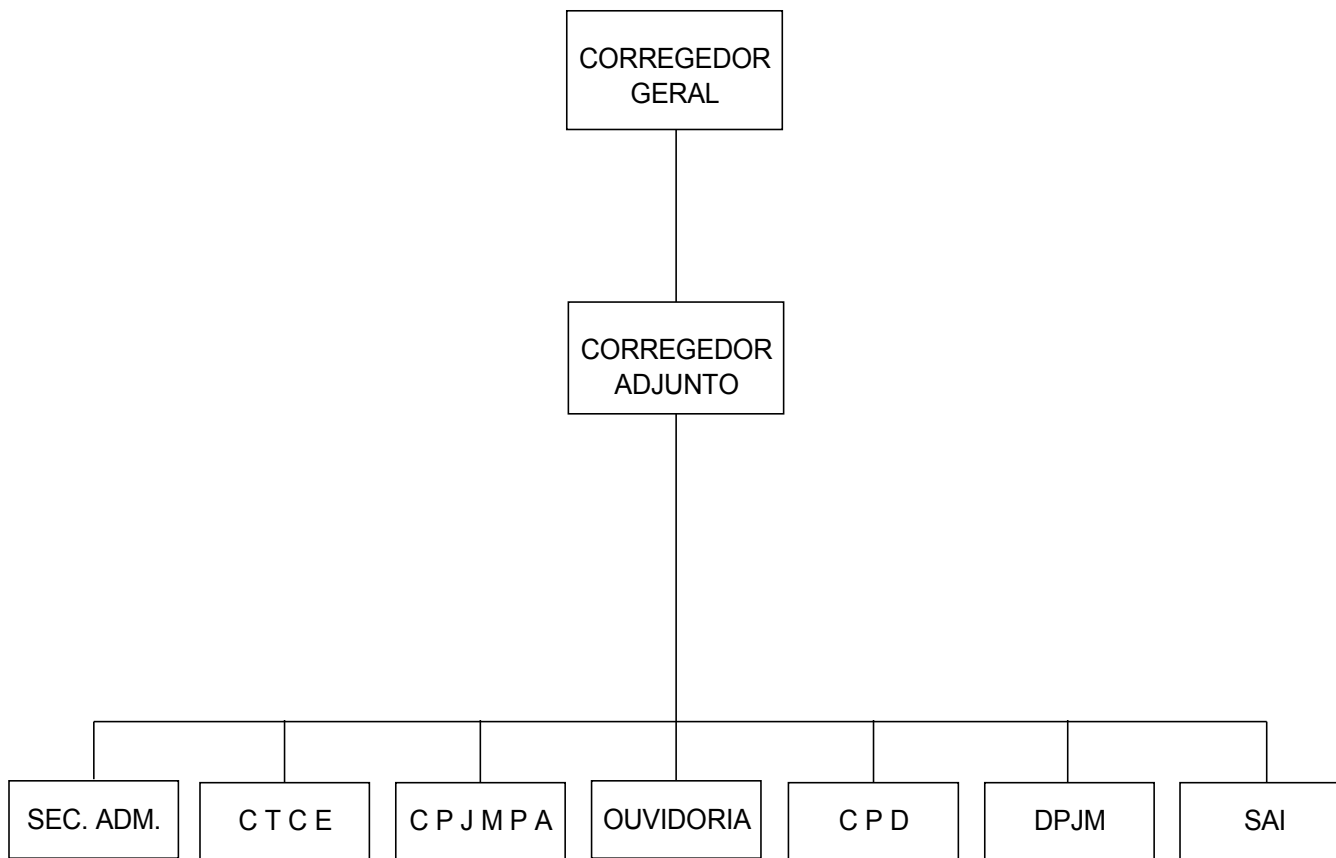 CORREGEDOR
GERAL
CORREGEDOR
ADJUNTO
SEC. ADM.
C T C E
C P J M P A
OUVIDORIA
C P D
DPJM
SAI